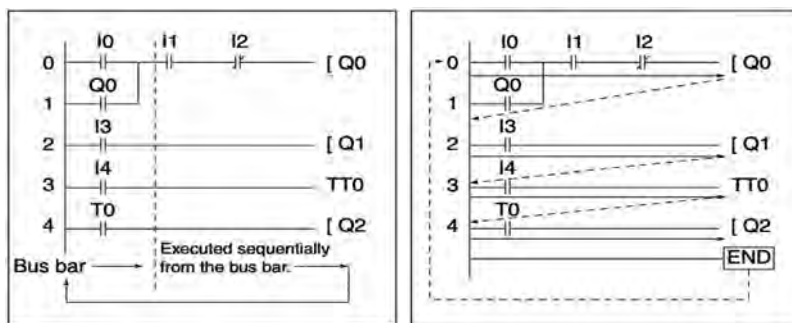 I0 I1 I2
0 [ Q0
Q0
1
I3
2 [ Q1
I4
3 TT0
T0
4 [ Q2
Bus bar
Executed sequentially
from the bus bar.
I0 I1 I2
0 [ Q0
Q0
1
I3
2 [ Q1
I4
3 TT0
T0
4 [ Q2
END